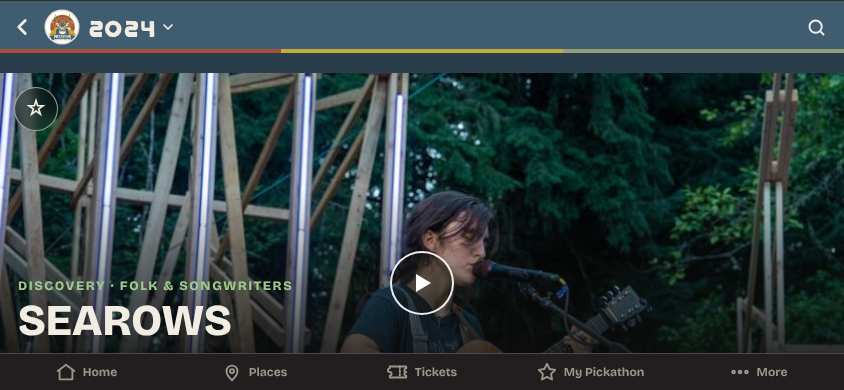 2024
DISCOVERY · FOLK & SONGWRITERS
SEAROWS
Home
Places
Tickets
My Pickathon
More